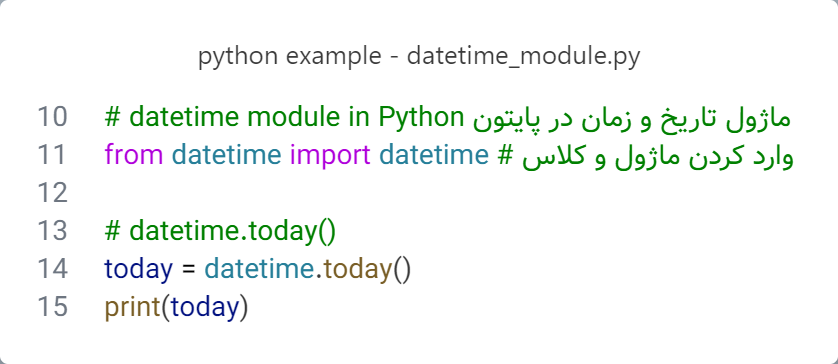 python example - datetime_module.py
10 # datetime module in Python ماژول تاریخ و زمان در پایتون
11 from datetime import datetime # وارد کردن ماژول و کلاس
12
13 # datetime.today()
14 today = datetime.today()
15 print(today)